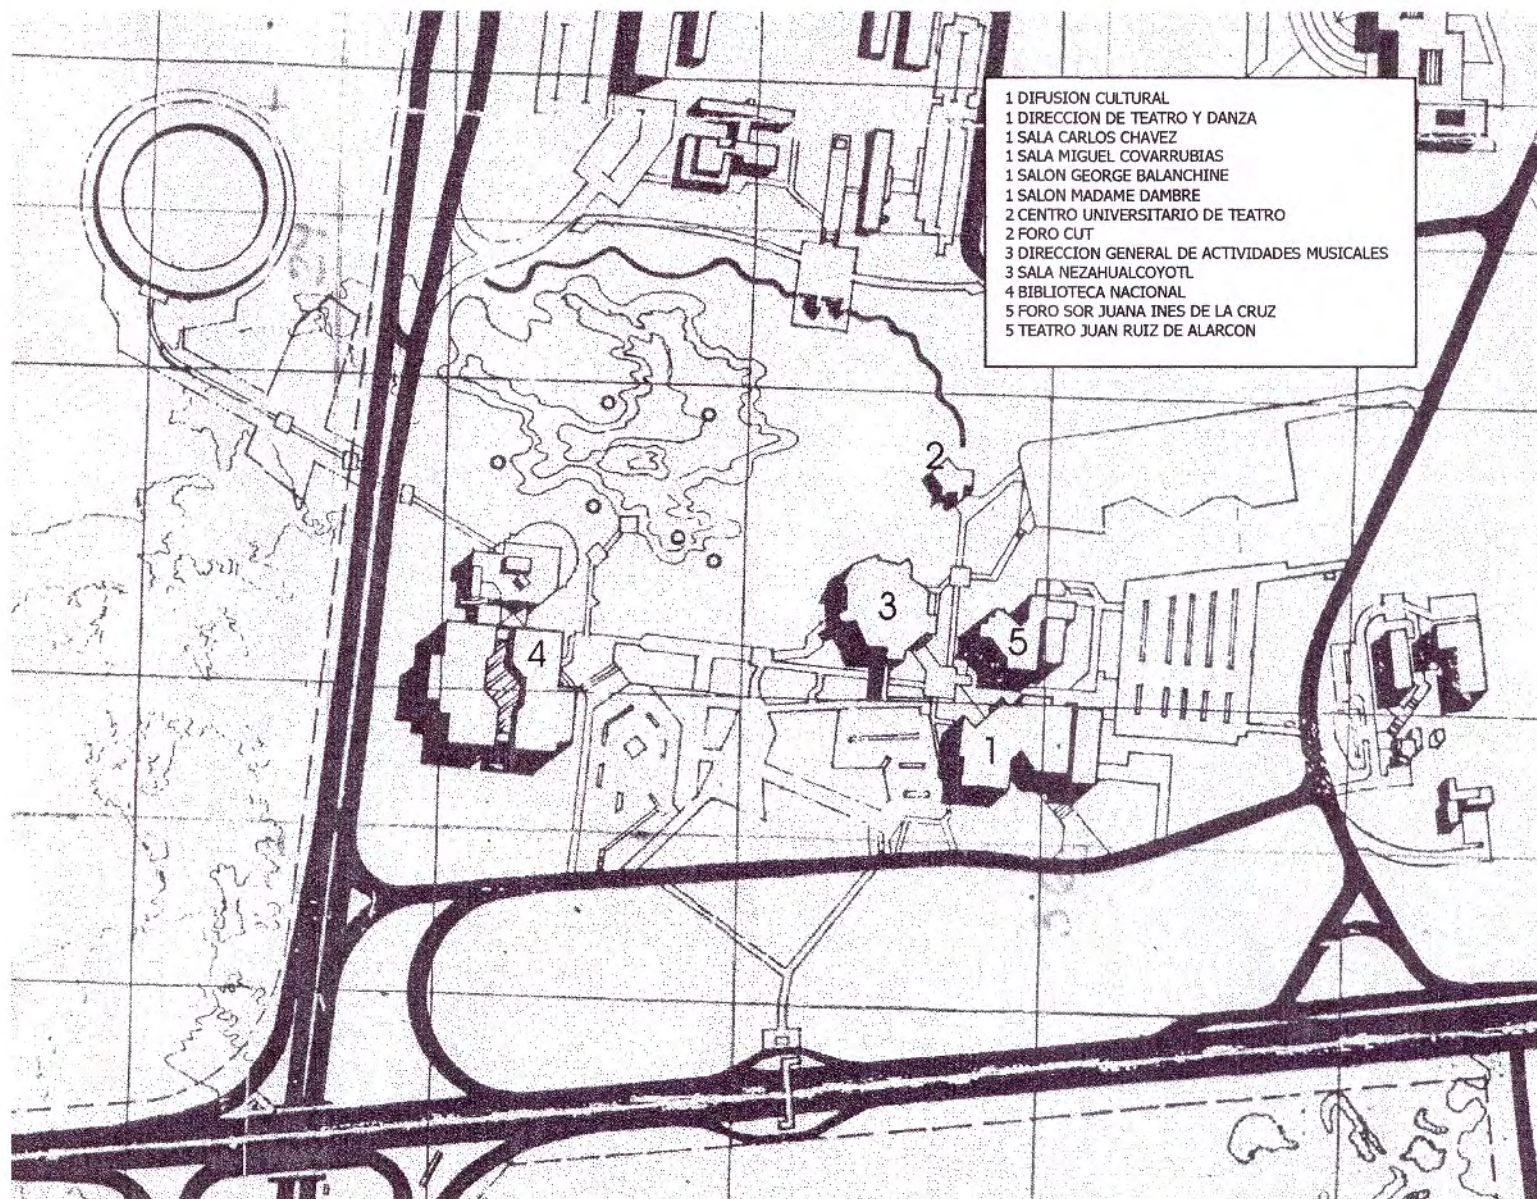 1 DIFUSION CULTURAL
1 DIRECCION DE TEATRO Y DANZA
1 SALA CARLOS CHAVEZ
1 SALA MIGUEL COVARRUBIAS
1 SALON GEORGE BALANCHINE
1 SALON MADAME DAMBRE
2 CENTRO UNIVERSITARIO DE TEATRO
2 FORO CUT
3 DIRECCION GENERAL DE ACTIVIDADES MUSICALES
3 SALA NEZAHUALCOYOTL
4 BIBLIOTECA NACIONAL
5 FORO SOR JUANA INES DE LA CRUZ
5 TEATRO JUAN RUIZ DE ALARCON
2
3
5
4
1